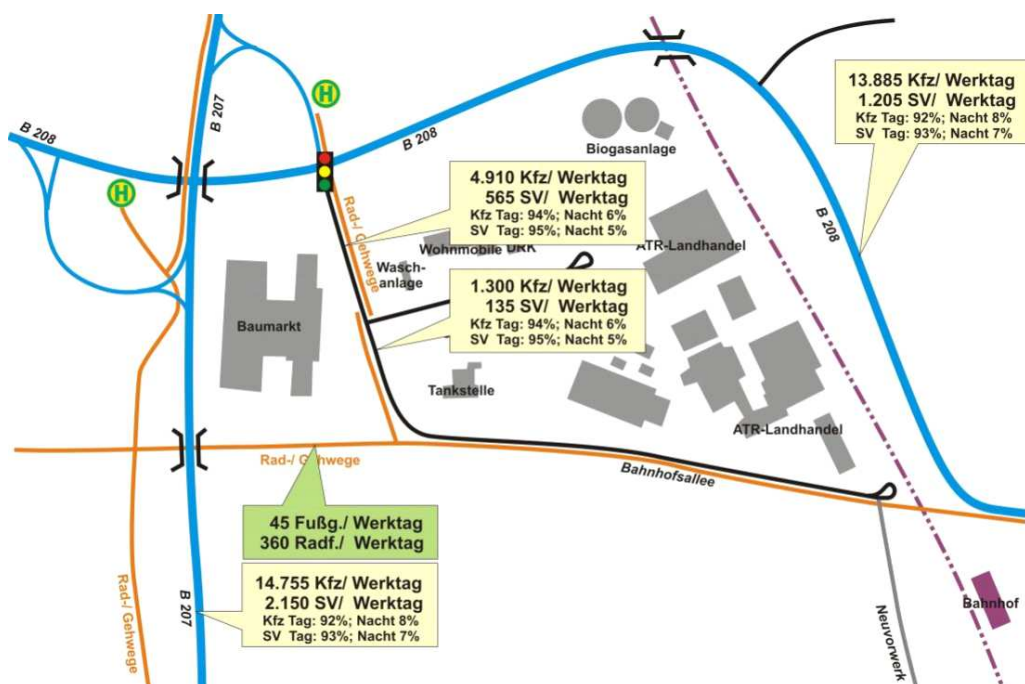 B 207
H
B 208
B 208
H
13.885 Kfz/ Werktag
1.205 SV/ Werktag
Kfz Tag: 92%; Nacht 8%
SV Tag: 93%; Nacht 7%
Biogasanlage
4.910 Kfz/ Werktag
565 SV/ Werktag
Kfz Tag: 94%; Nacht 6%
SV Tag: 95%; Nacht 5%
Rad-/ Gehwege
B 208
ATR-Landhandel
Wohnmobile
DRK
Wasch-
anlage
1.300 Kfz/ Werktag
135 SV/ Werktag
Kfz Tag: 94%; Nacht 6%
SV Tag: 95%; Nacht 5%
Baumarkt
Tankstelle
ATR-Landhandel
Rad-/ Gehwege
Bahnhofsallee
45 Fußg./ Werktag
360 Radf./ Werktag
14.755 Kfz/ Werktag
2.150 SV/ Werktag
Kfz Tag: 92%; Nacht 8%
SV Tag: 93%; Nacht 7%
Rad-/ Gehwege
B 207
Neuvorwerk
Bahnhof